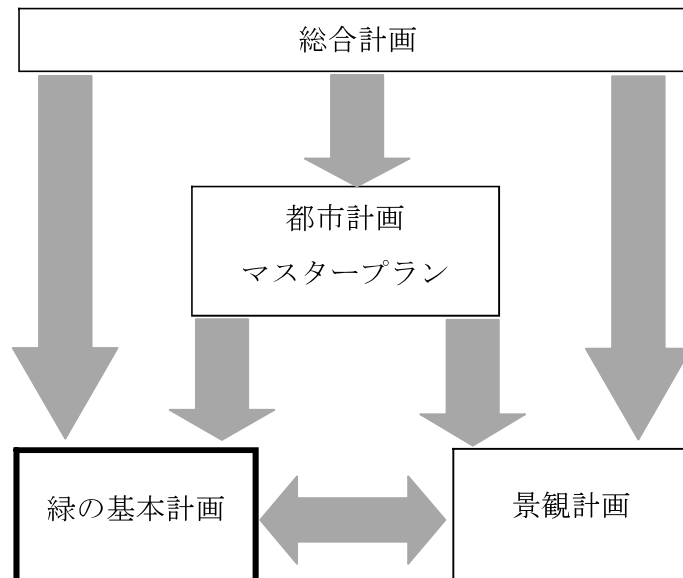 総合計画
都市計画
マスタープラン
緑の基本計画
景観計画